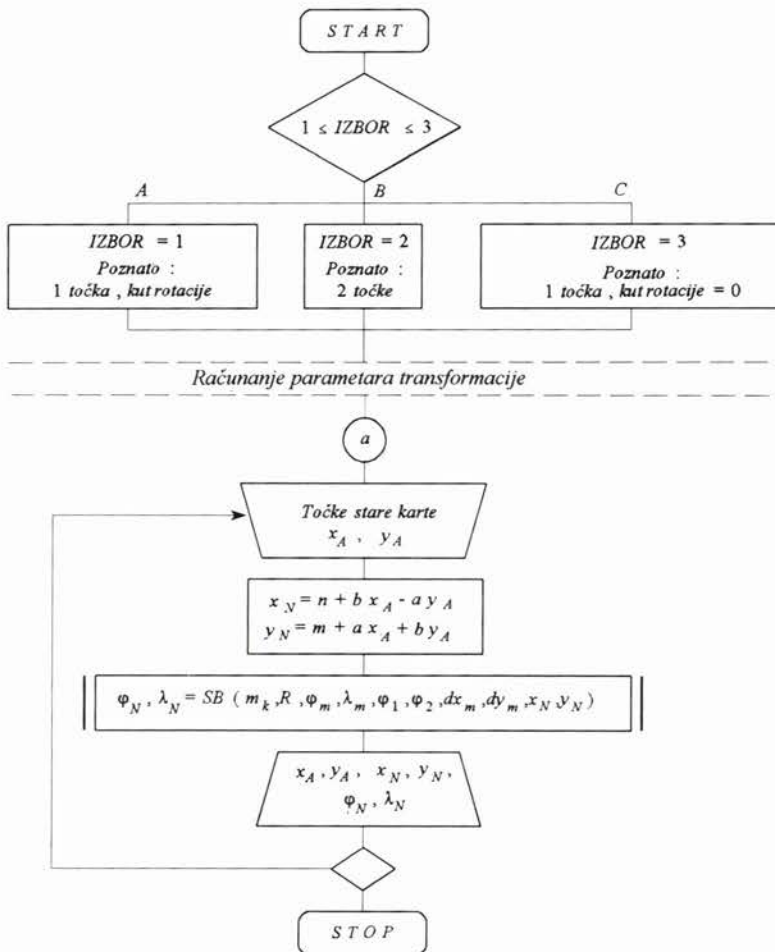 START
1 ≤ IZBOR ≤ 3
A B C
IZBOR = 1
Poznato :
1 točka , kut rotacije
IZBOR = 2
Poznato :
2 točke
IZBOR = 3
Poznato :
1 točka , kut rotacije = 0
Računanje parametara transformacije
a
Točke stare karte
x_A , y_A
x_N = n + b x_A - a y_A
y_N = m + a x_A + b y_A
φ_N , λ_N = SB ( m_k , R , φ_m , λ_m , φ_1 , φ_2 , dx_m , dy_m , x_N , y_N )
x_A , y_A , x_N , y_N ,
φ_N , λ_N
STOP